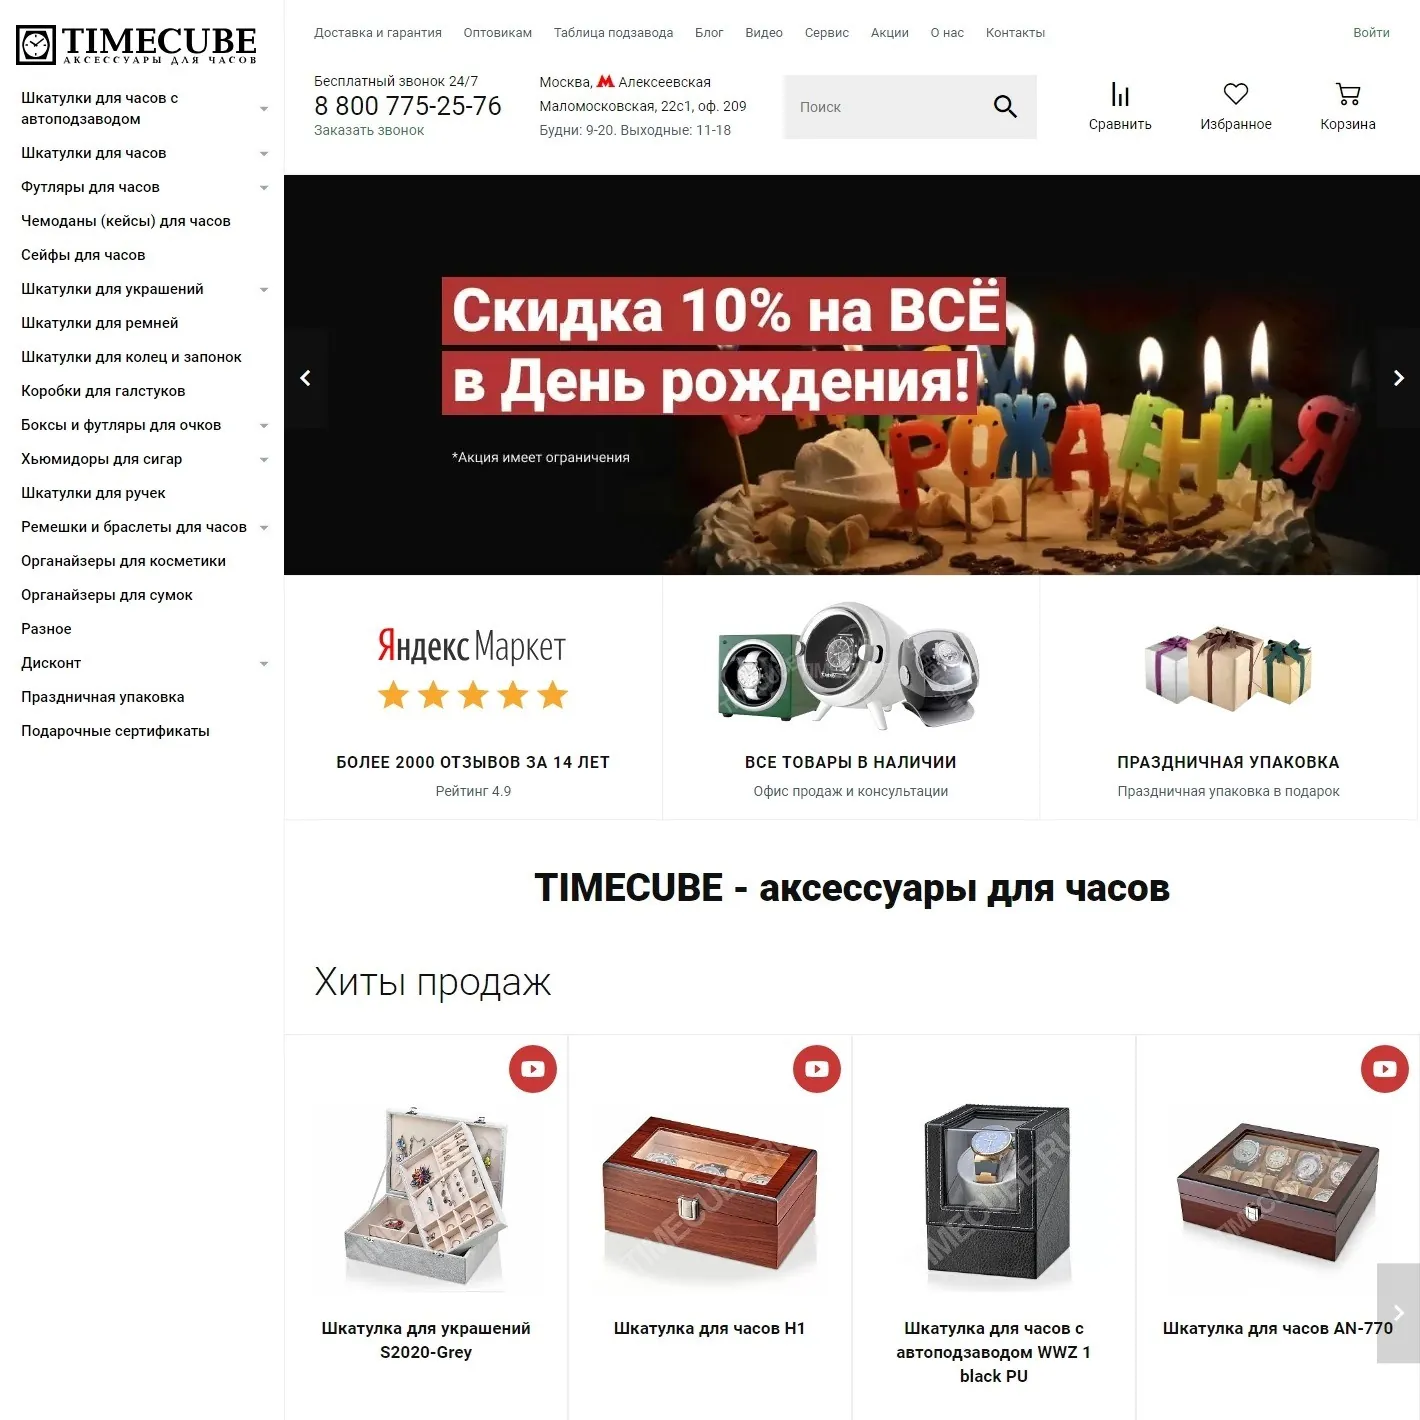 TIMECUBE
АКСЕССУАРЫ ДЛЯ ЧАСОВ
Шкатулки для часов с
автоподзаводом
Шкатулки для часов
Футляры для часов
Чемоданы (кейсы) для часов
Сейфы для часов
Шкатулки для украшений
Шкатулки для ремней
Шкатулки для колец и запонок
Коробки для галстуков
Боксы и футляры для очков
Хьюмидоры для сигар
Шкатулки для ручек
Ремешки и браслеты для часов
Органайзеры для косметики
Органайзеры для сумок
Разное
Дисконт
Праздничная упаковка
Подарочные сертификаты
Доставка и гарантия Оптовикам Таблица подзавода Блог Видео Сервис Акции О нас Контакты Войти
Бесплатный звонок 24/7
8 800 775-25-76
Заказать звонок
Москва, Алексеевская
Маломосковская, 22с1, оф. 209
Будни: 9-20. Выходные: 11-18
Поиск
Сравнить Избранное Корзина
Скидка 10% на ВСЁ
в День рождения!
*Акция имеет ограничения
РОЖДЕНИЯ
Яндекс Маркет
БОЛЕЕ 2000 ОТЗЫВОВ ЗА 14 ЛЕТ
Рейтинг 4.9
ВСЕ ТОВАРЫ В НАЛИЧИИ
Офис продаж и консультации
ПРАЗДНИЧНАЯ УПАКОВКА
Праздничная упаковка в подарок
TIMECUBE - аксессуары для часов
Хиты продаж
TIMECUBE.RU
TIMECUBE.RU
Шкатулка для украшений
S2020-Grey
Шкатулка для часов H1
Шкатулка для часов с
автоподзаводом WWZ 1
black PU
Шкатулка для часов AN-770